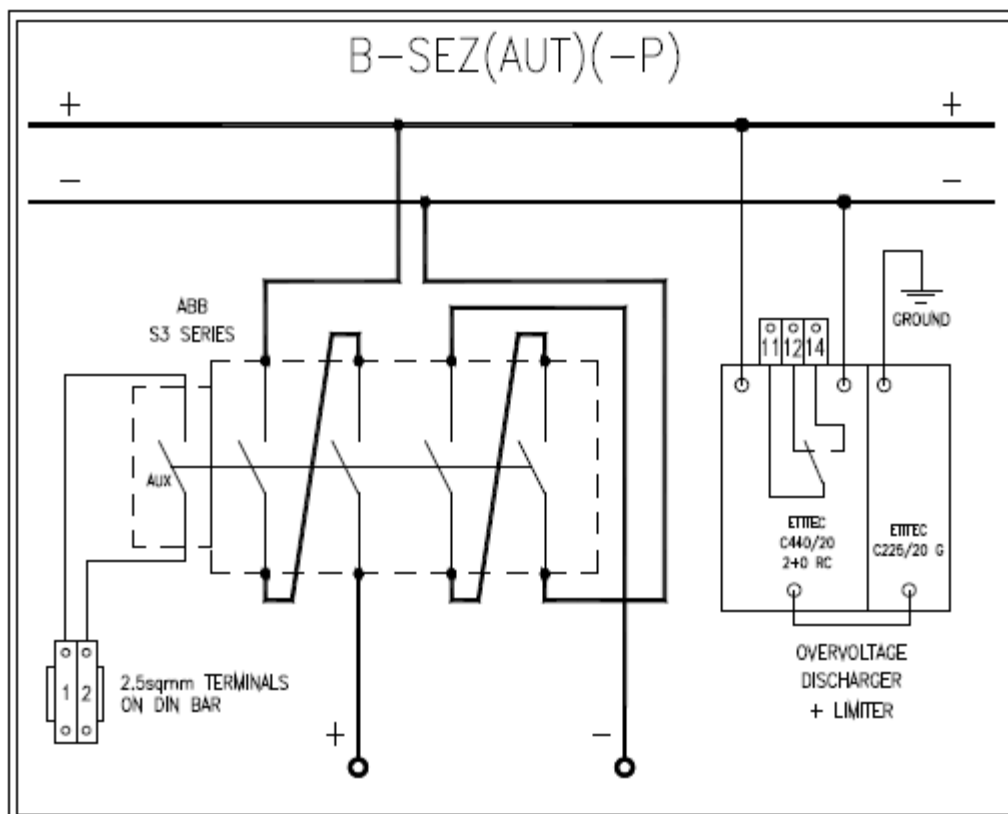 B-SEZ(AUT)(-P)
+ +
- -
ABB
S3 SERIES
GROUND
11 12 14
AUX
ETITEC
C440/20
2+0 RC
ETITEC
C225/20 G
1 2
2.5sqmm TERMINALS
ON DIN BAR
OVERVOLTAGE
DISCHARGER
+ LIMITER
+ -